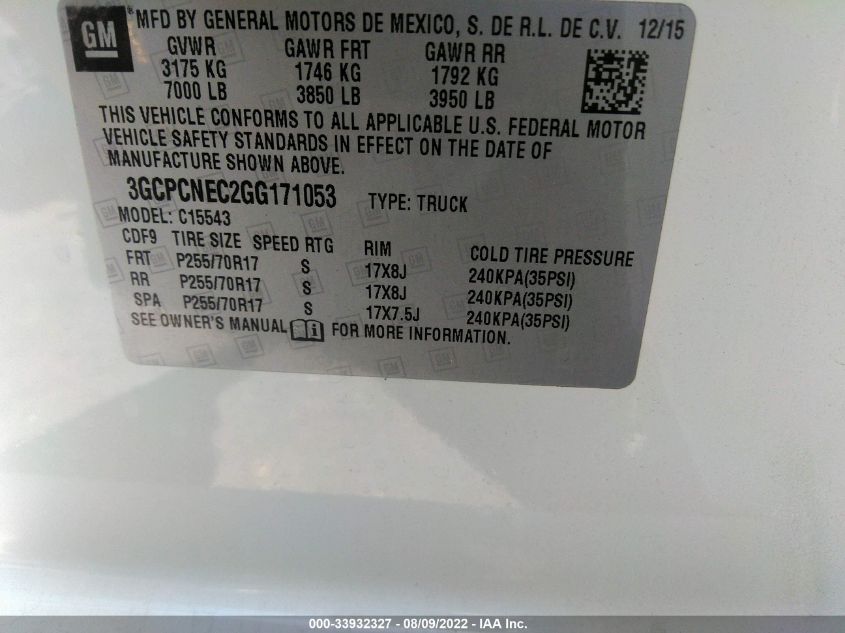 GM
*MFD BY GENERAL MOTORS DE MEXICO, S. DE R.L. DE C.V. 12/15
GVWR GAWR FRT GAWR RR
3175 KG 1746 KG 1792 KG
7000 LB 3850 LB 3950 LB
THIS VEHICLE CONFORMS TO ALL APPLICABLE U.S. FEDERAL MOTOR
VEHICLE SAFETY STANDARDS IN EFFECT ON THE DATE OF
MANUFACTURE SHOWN ABOVE.
3GCPCNEC2GG171053 TYPE: TRUCK
MODEL: C15543
CDF9 TIRE SIZE SPEED RTG RIM COLD TIRE PRESSURE
FRT P255/70R17 S 17X8J 240KPA(35PSI)
RR P255/70R17 S 17X8J 240KPA(35PSI)
SPA P255/70R17 S 17X7.5J 240KPA(35PSI)
SEE OWNER'S MANUAL FOR MORE INFORMATION.
000-33932327 - 08/09/2022 - IAA Inc.